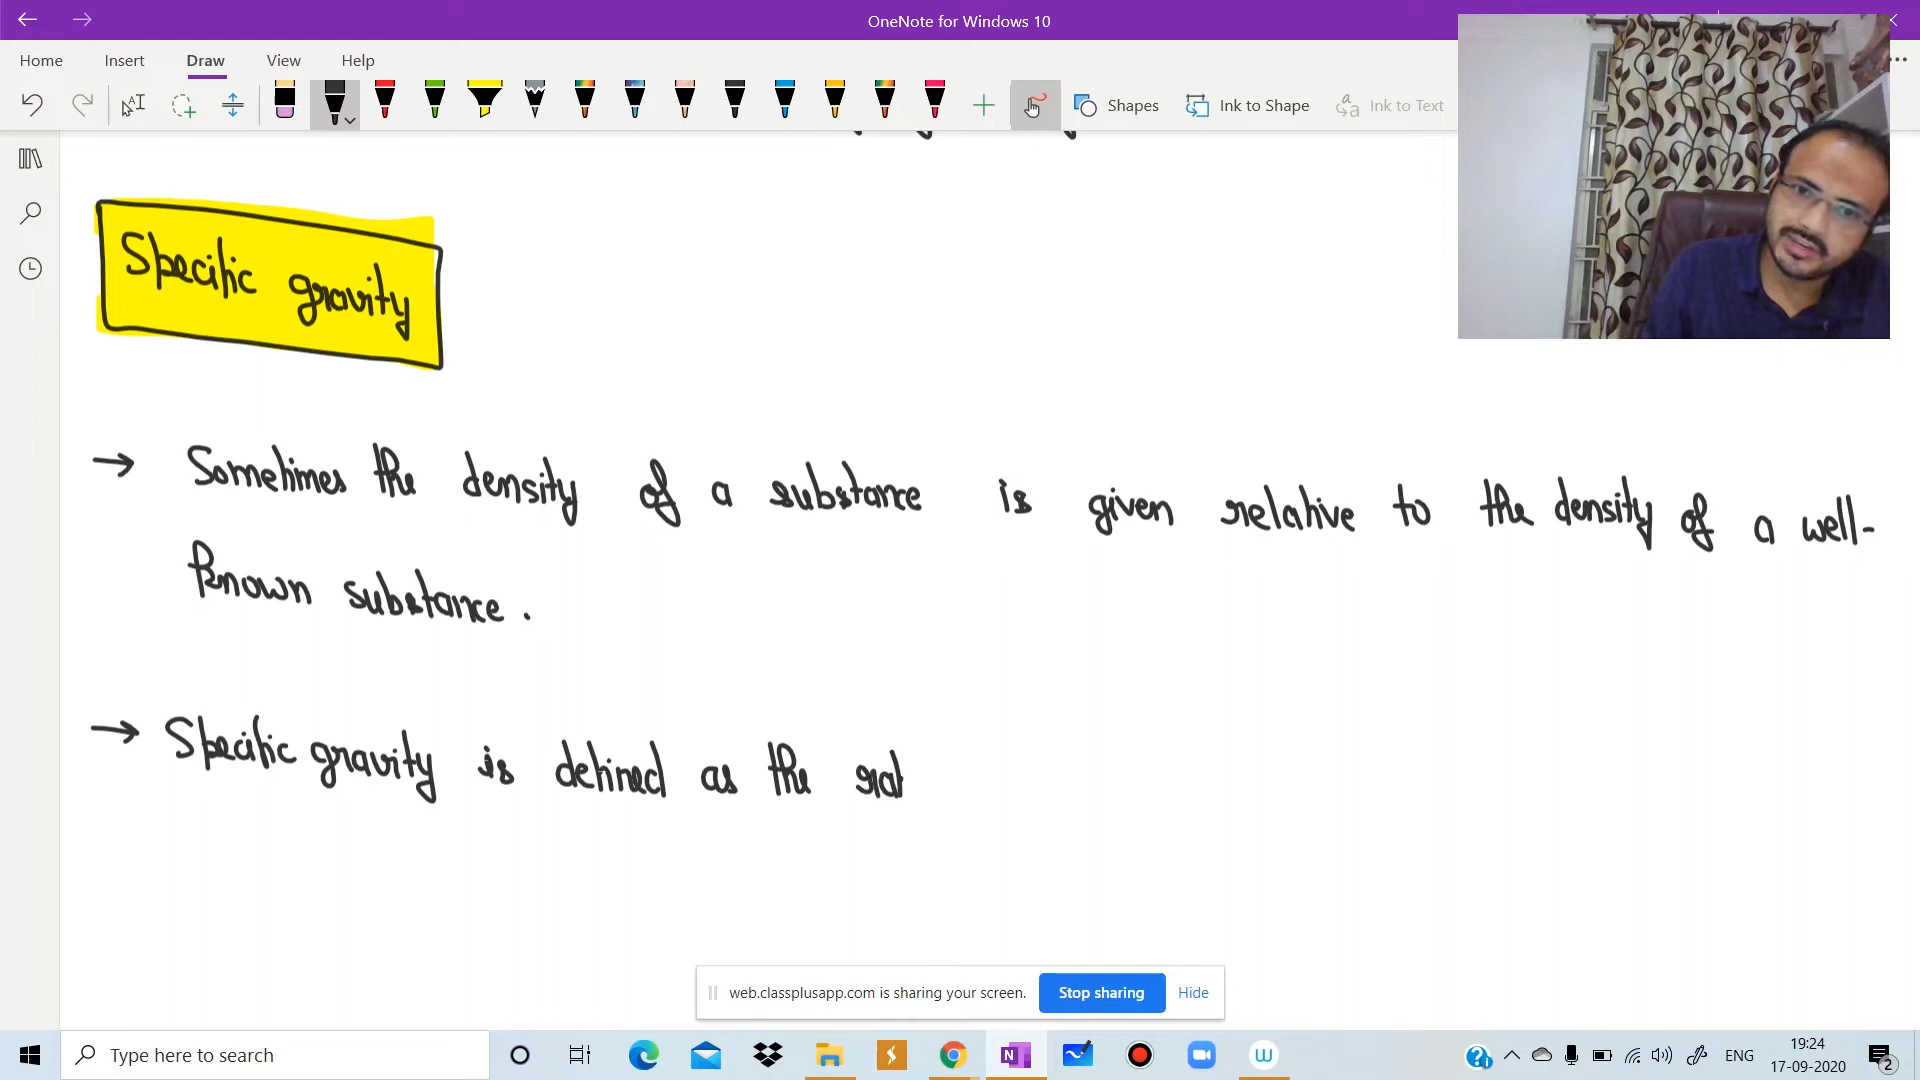 OneNote for Windows 10
Home Insert Draw View Help
Shapes Ink to Shape Ink to Text
Specific gravity
→ Sometimes the density of a substance is given relative to the density of a well-
known substance.
→ Specific gravity is defined as the rat
web.classplusapp.com is sharing your screen. Stop sharing Hide
Type here to search
ENG
19:24
17-09-2020
2